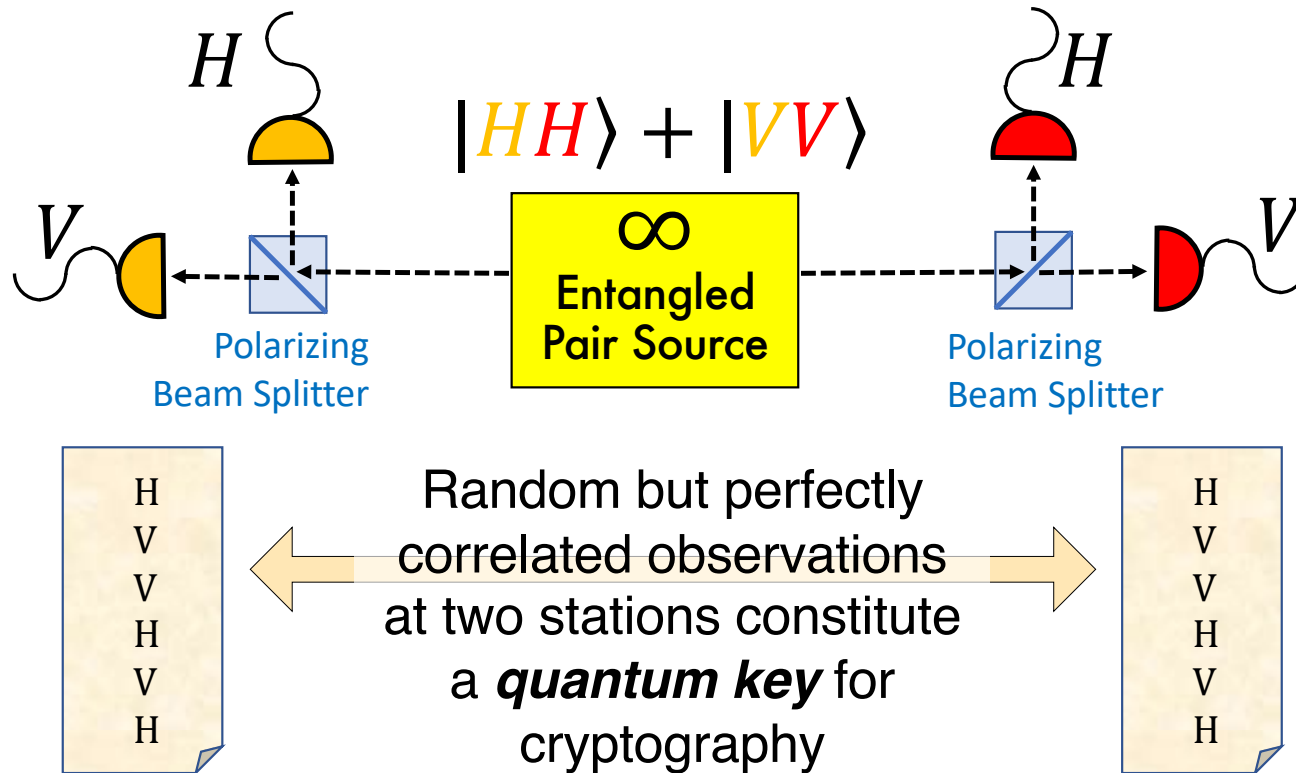 H
|HH⟩ + |VV⟩
H
V
∞
V
Entangled
Pair Source
Polarizing
Beam Splitter
Polarizing
Beam Splitter
H
V
V
H
V
H
Random but perfectly
correlated observations
at two stations constitute
a quantum key for
cryptography
H
V
V
H
V
H